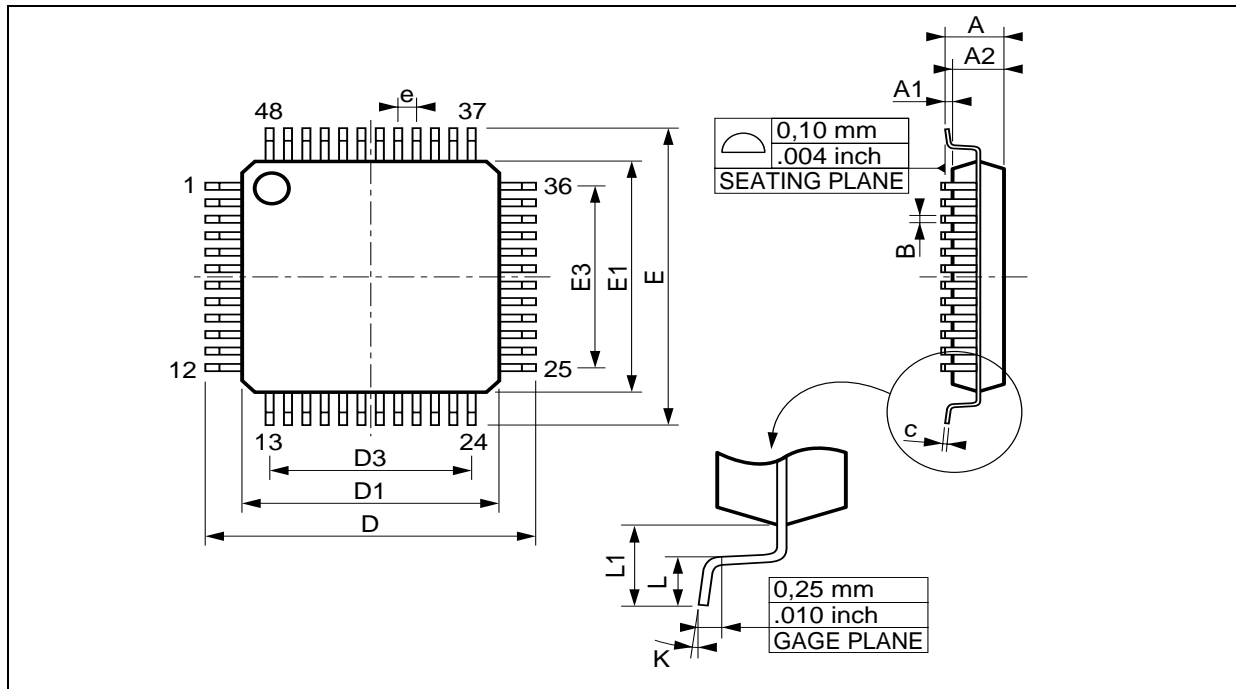 A
A2
A1
e
48
37
0,10 mm
.004 inch
SEATING PLANE
1
36
B
E3
E1
E
12
25
13
24
c
D3
D1
D
L1
L
0,25 mm
.010 inch
GAGE PLANE
K